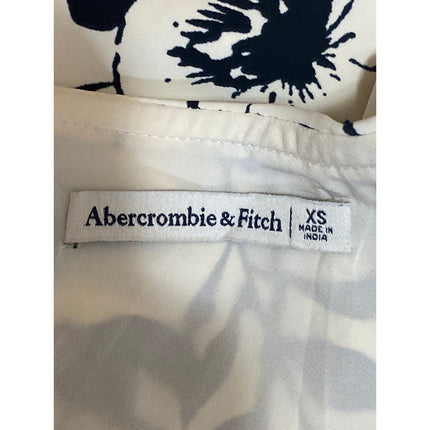 Abercrombie & Fitch
XS
MADE IN
INDIA